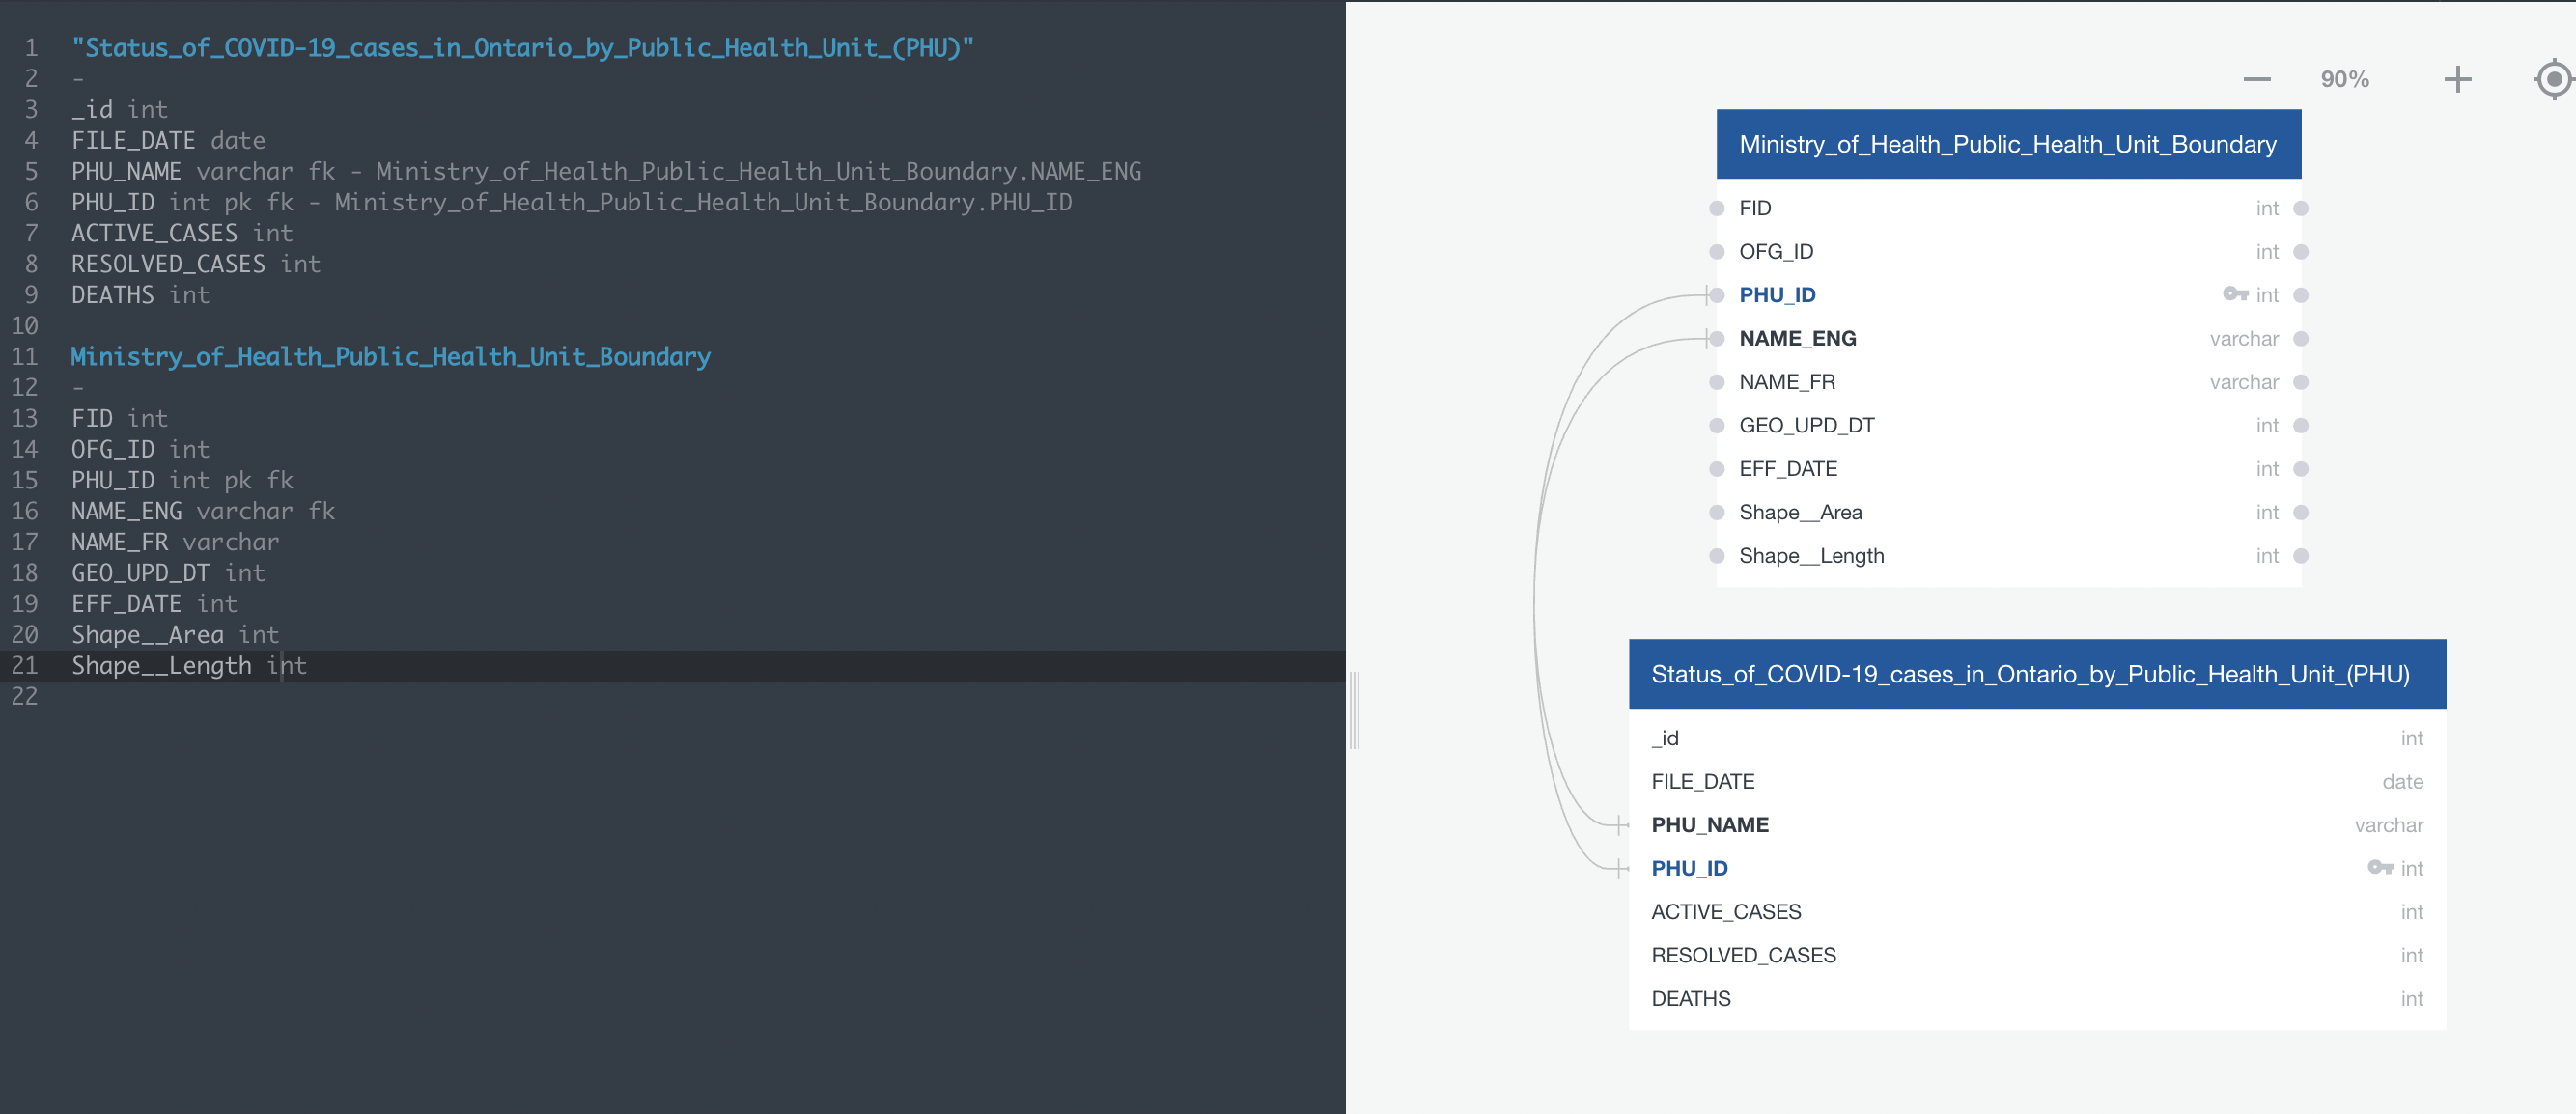 1 "Status_of_COVID-19_cases_in_Ontario_by_Public_Health_Unit_(PHU)"
2 -
3 _id int
4 FILE_DATE date
5 PHU_NAME varchar fk - Ministry_of_Health_Public_Health_Unit_Boundary.NAME_ENG
6 PHU_ID int pk fk - Ministry_of_Health_Public_Health_Unit_Boundary.PHU_ID
7 ACTIVE_CASES int
8 RESOLVED_CASES int
9 DEATHS int
10
11 Ministry_of_Health_Public_Health_Unit_Boundary
12 -
13 FID int
14 OFG_ID int
15 PHU_ID int pk fk
16 NAME_ENG varchar fk
17 NAME_FR varchar
18 GEO_UPD_DT int
19 EFF_DATE int
20 Shape__Area int
21 Shape__Length int
22
90%
Ministry_of_Health_Public_Health_Unit_Boundary
FID int
OFG_ID int
PHU_ID int
NAME_ENG varchar
NAME_FR varchar
GEO_UPD_DT int
EFF_DATE int
Shape__Area int
Shape__Length int
Status_of_COVID-19_cases_in_Ontario_by_Public_Health_Unit_(PHU)
_id int
FILE_DATE date
PHU_NAME varchar
PHU_ID int
ACTIVE_CASES int
RESOLVED_CASES int
DEATHS int